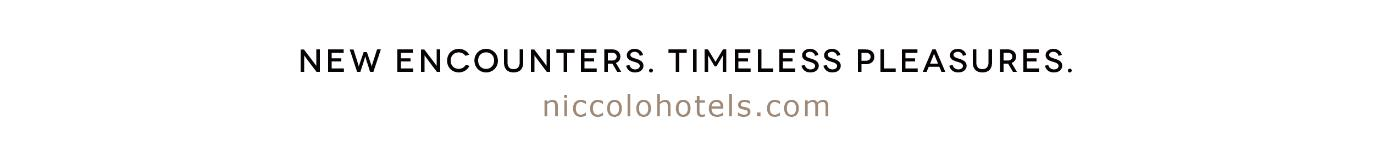 NEW ENCOUNTERS. TIMELESS PLEASURES.
niccolohotels.com